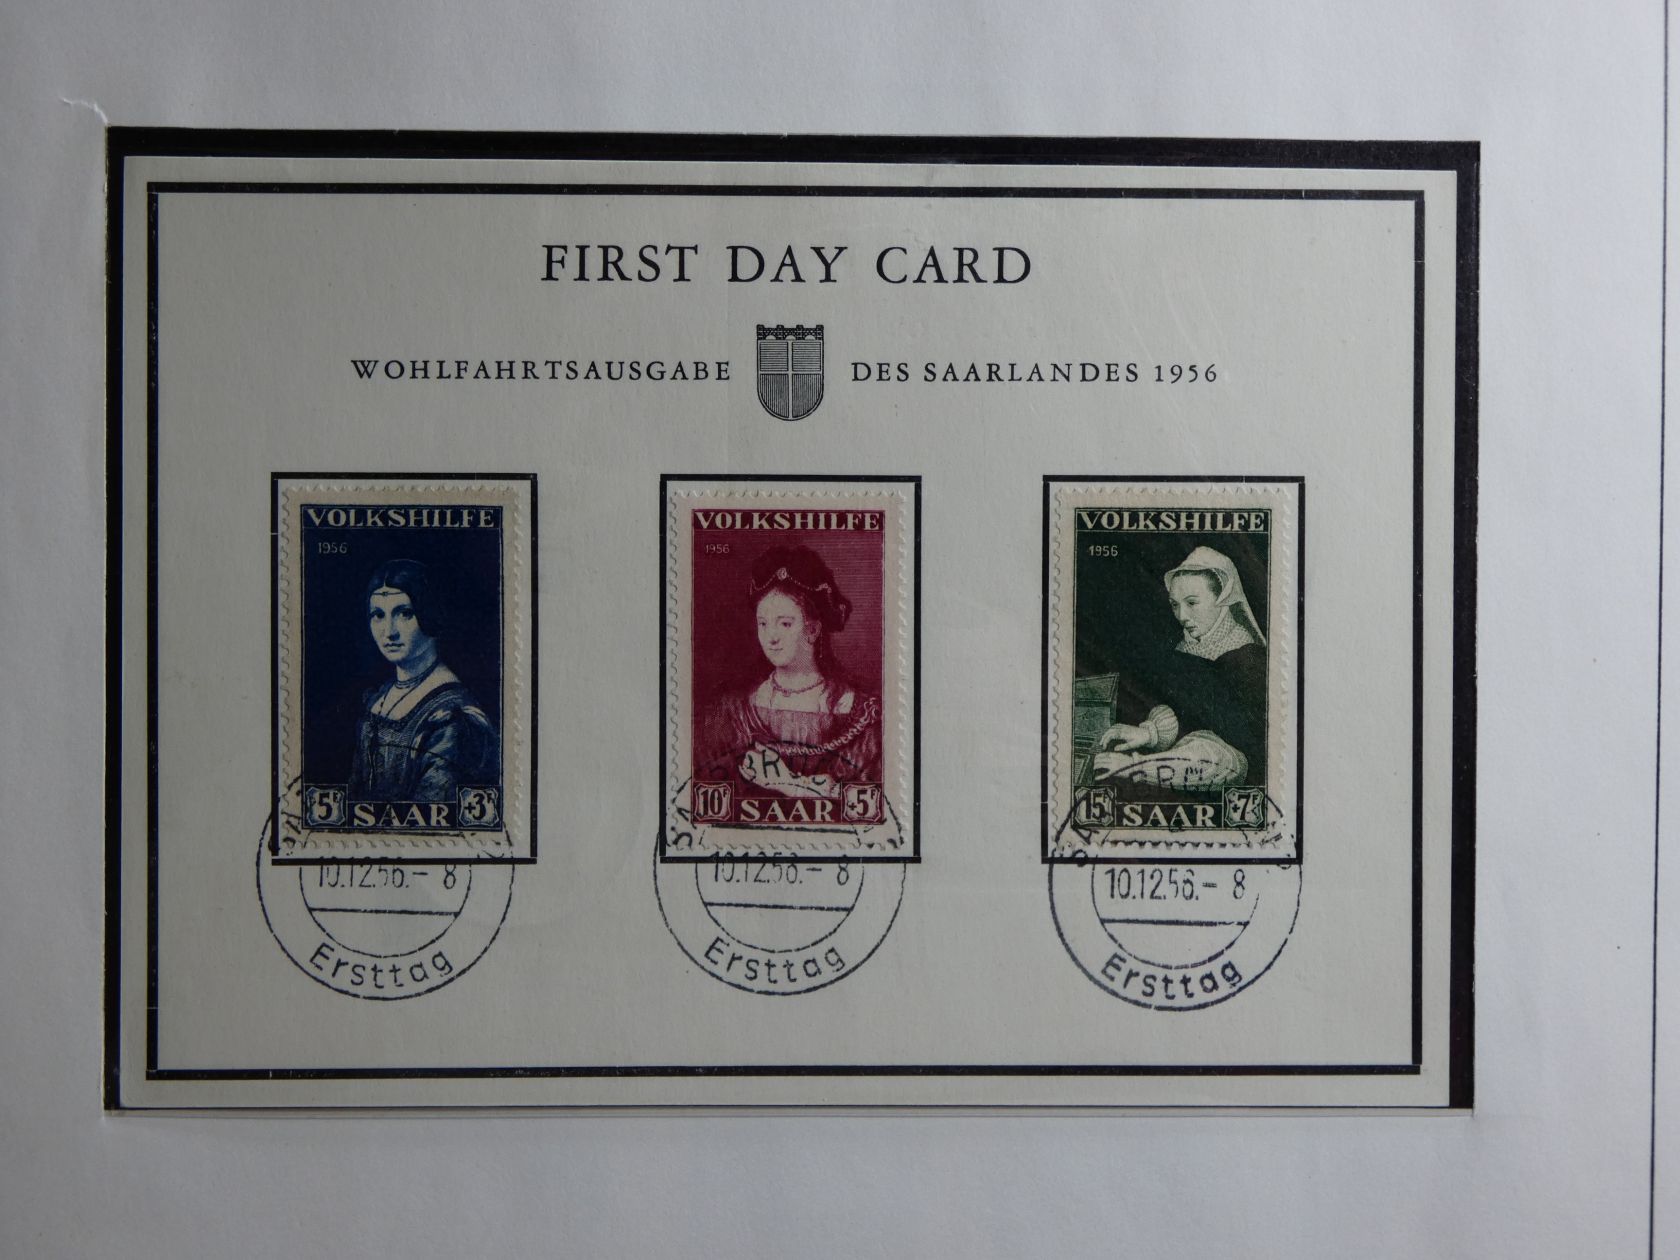 FIRST DAY CARD
WOHLFAHRTSAUSGABE DES SAARLANDES 1956
VOLKSHILFE
1956
5F SAAR +3F
10.12.56.-8
Ersttag
VOLKSHILFE
1956
10F SAAR +5F
10.12.56.-8
Ersttag
VOLKSHILFE
1956
15F SAAR +7F
10.12.56.-8
Ersttag